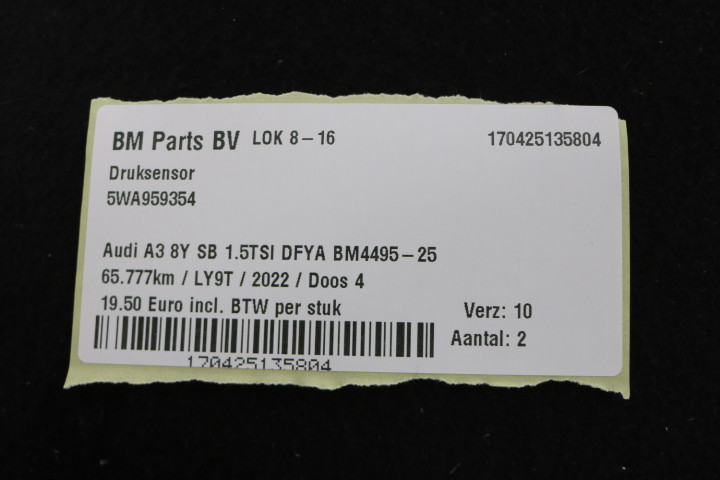 BM Parts BV LOK 8-16 170425135804
Druksensor
5WA959354
Audi A3 8Y SB 1.5TSI DFYA BM4495-25
65.777km / LY9T / 2022 / Doos 4
19.50 Euro incl. BTW per stuk Verz: 10
Aantal: 2
170425135804